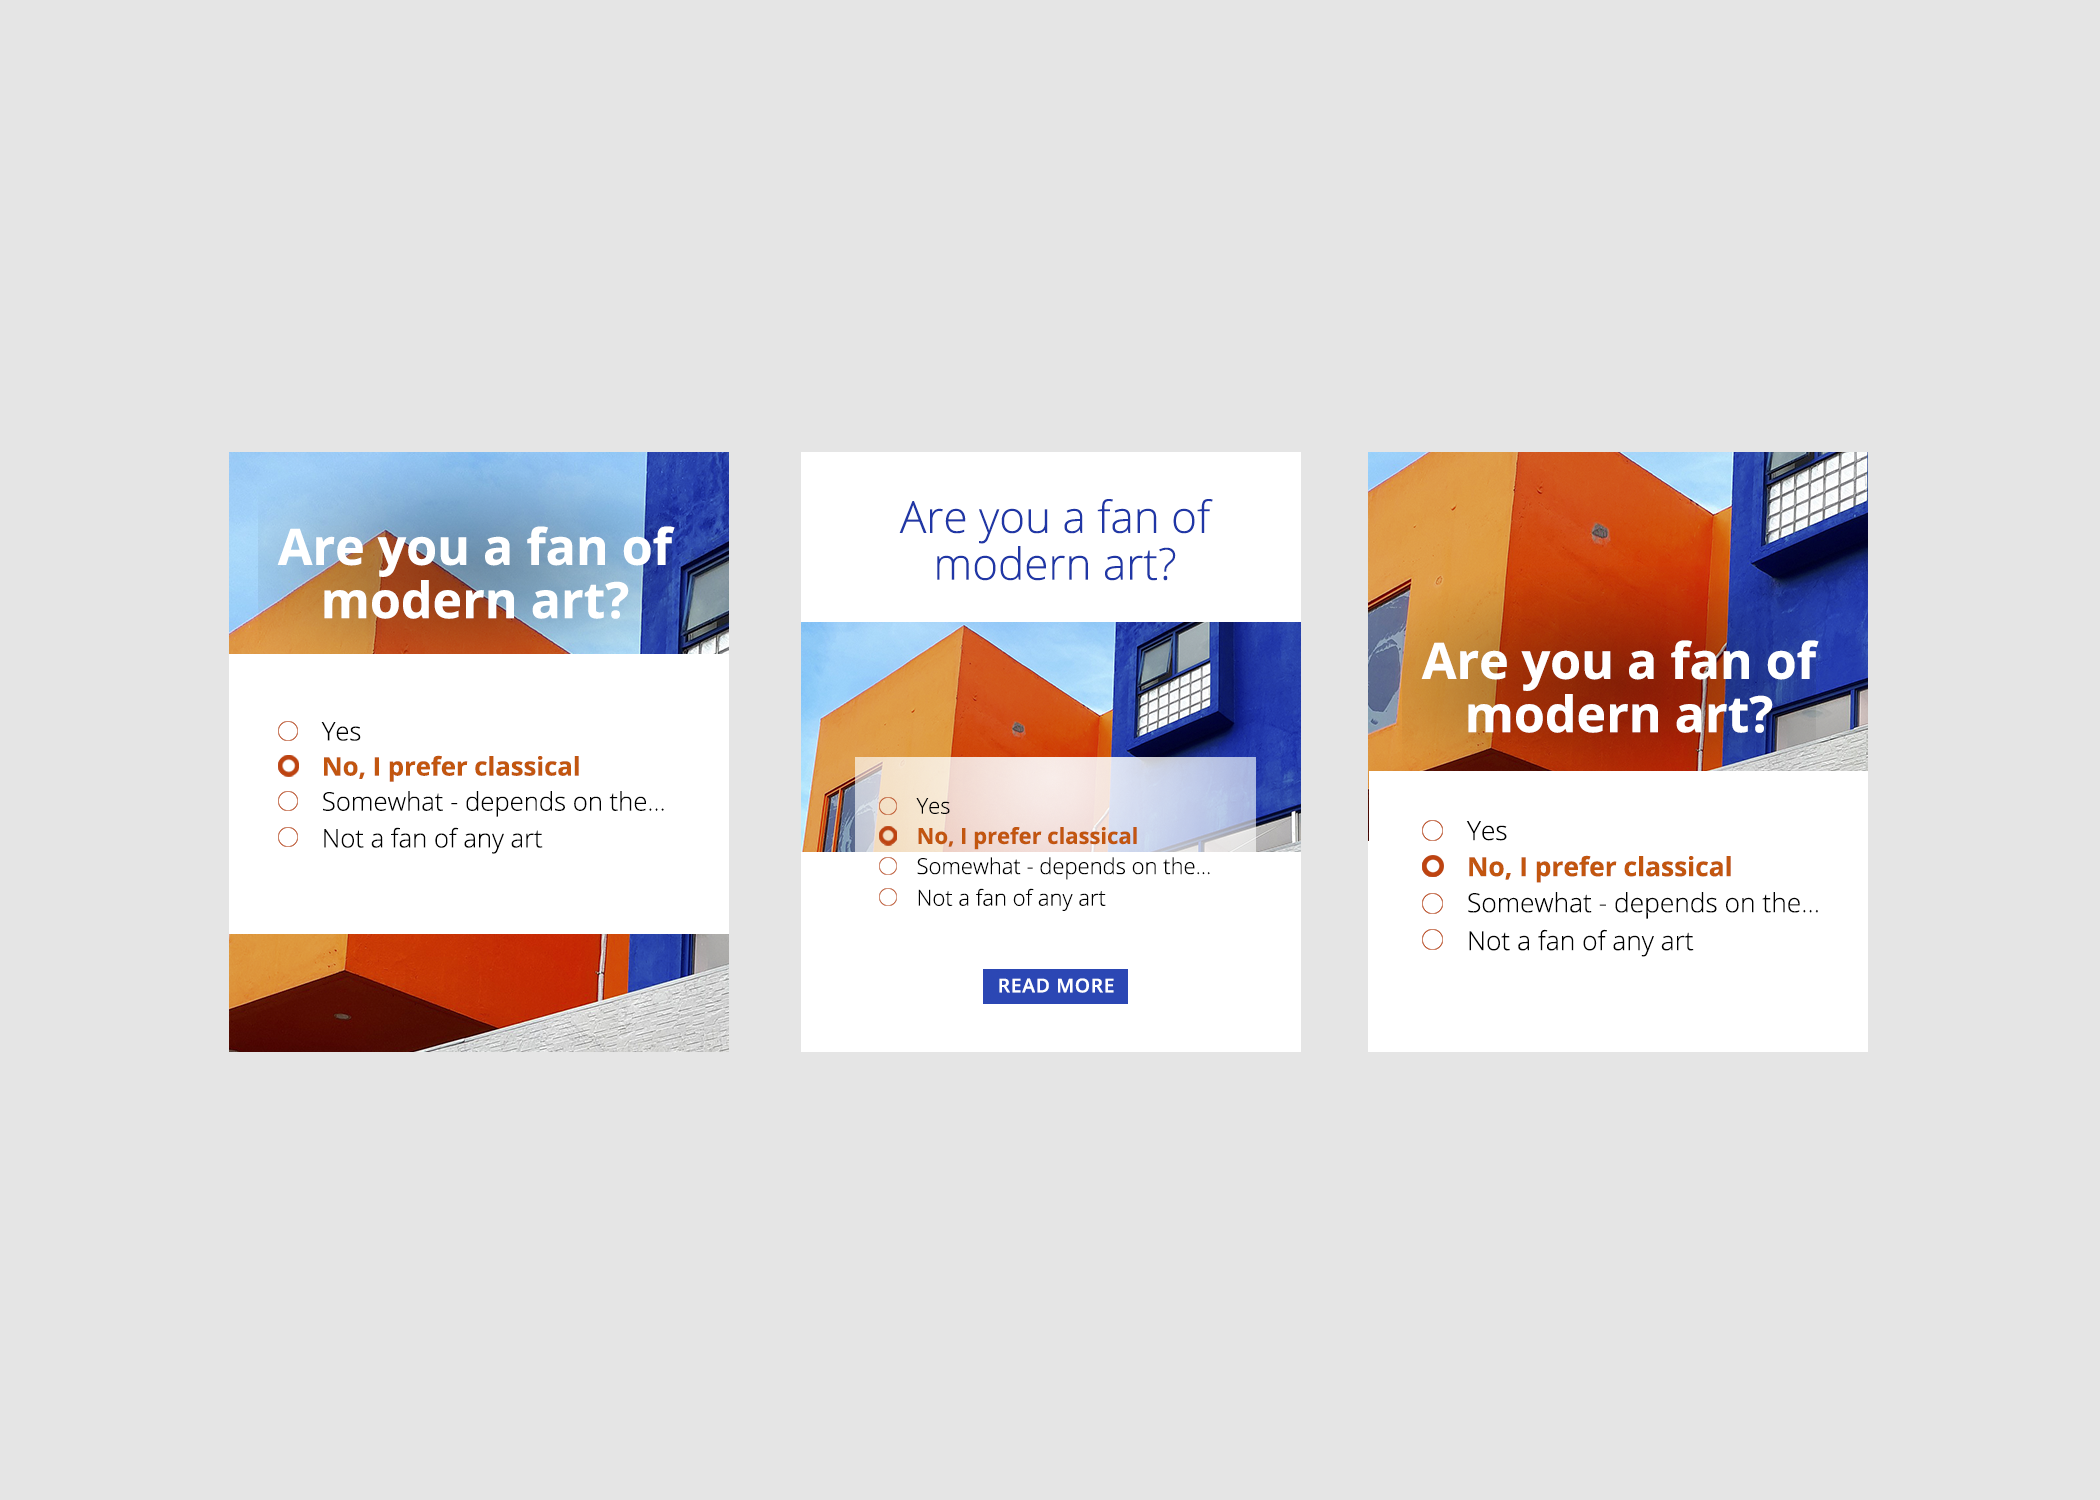 Are you a fan of
modern art?
Yes
No, I prefer classical
Somewhat - depends on the...
Not a fan of any art
Are you a fan of
modern art?
Yes
No, I prefer classical
Somewhat - depends on the...
Not a fan of any art
READ MORE
Are you a fan of
modern art?
Yes
No, I prefer classical
Somewhat - depends on the...
Not a fan of any art